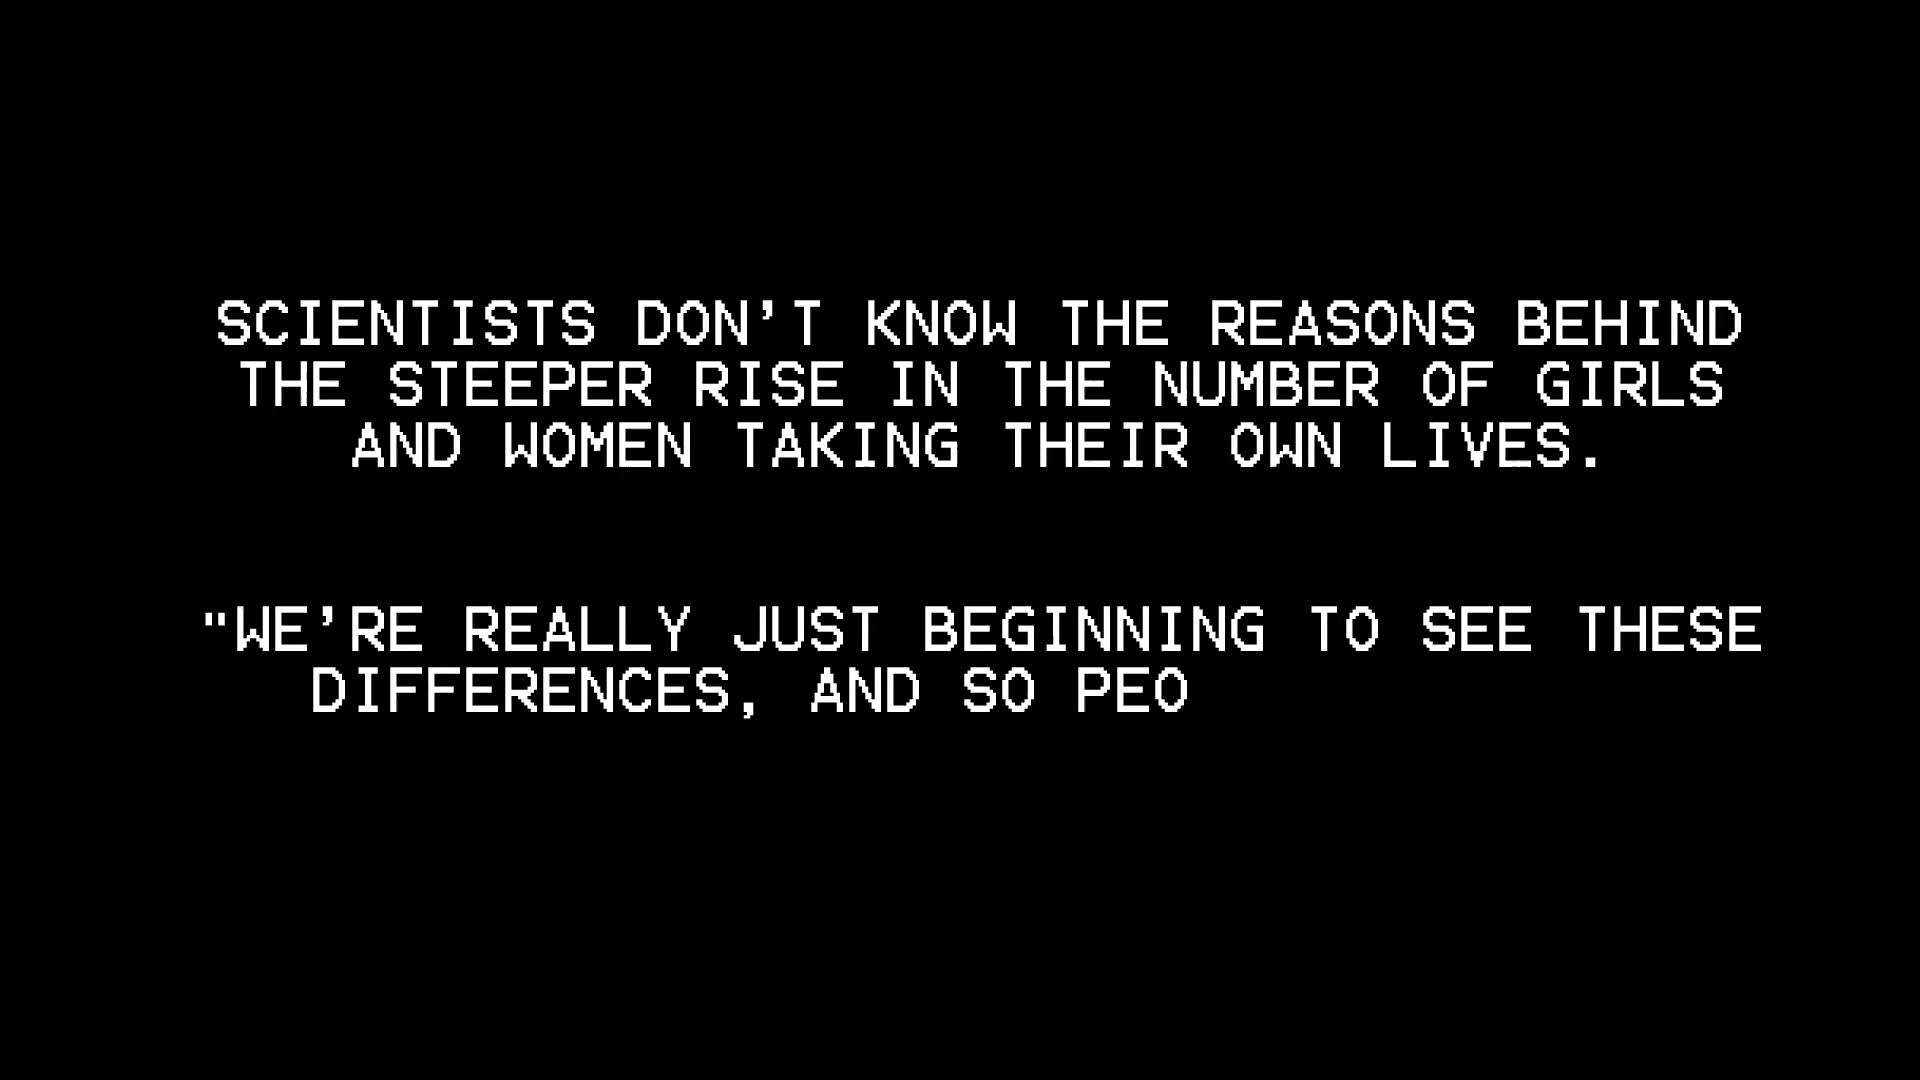 SCIENTISTS DON'T KNOW THE REASONS BEHIND
THE STEEPER RISE IN THE NUMBER OF GIRLS
AND WOMEN TAKING THEIR OWN LIVES.
"WE'RE REALLY JUST BEGINNING TO SEE THESE
DIFFERENCES, AND SO PEO